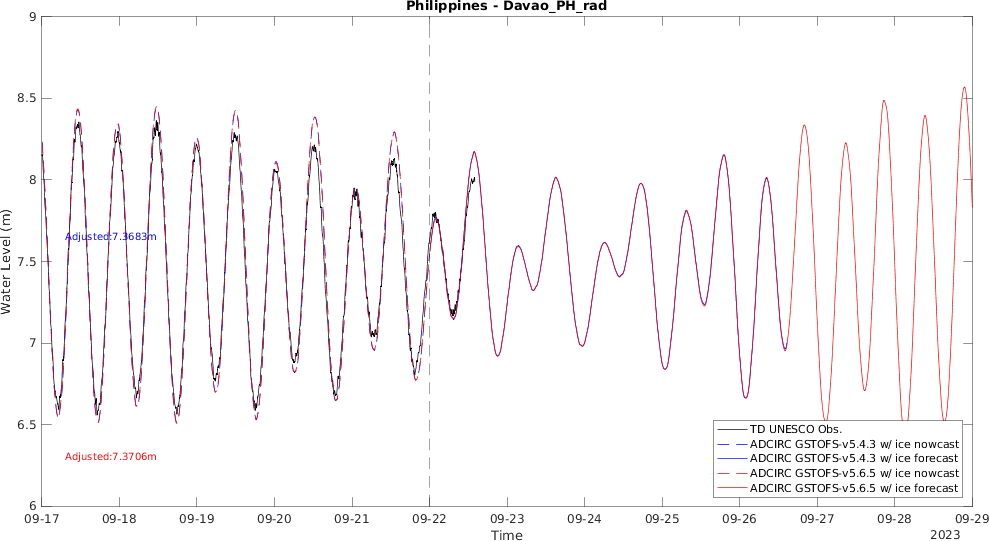 Philippines - Davao_PH_rad
9
8.5
8
7.5
7
6.5
6
Water Level (m)
Adjusted:7.3683m
Adjusted:7.3706m
TD UNESCO Obs.
ADCIRC GSTOFS-v5.4.3 w/ ice nowcast
ADCIRC GSTOFS-v5.4.3 w/ ice forecast
ADCIRC GSTOFS-v5.6.5 w/ ice nowcast
ADCIRC GSTOFS-v5.6.5 w/ ice forecast
09-17 09-18 09-19 09-20 09-21 09-22 09-23 09-24 09-25 09-26 09-27 09-28 09-29
Time
2023